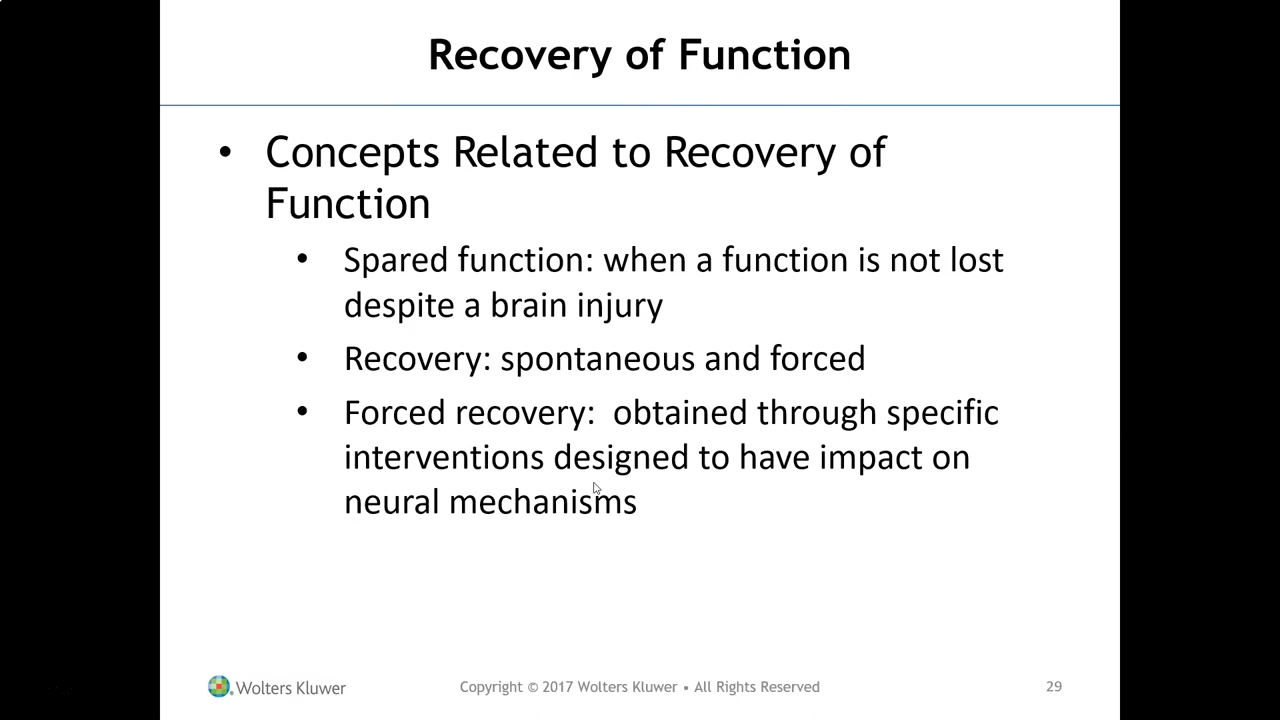 Recovery of Function
• Concepts Related to Recovery of
Function
• Spared function: when a function is not lost
despite a brain injury
• Recovery: spontaneous and forced
• Forced recovery:  obtained through specific
interventions designed to have impact on
neural mechanisms
Wolters Kluwer
Copyright © 2017 Wolters Kluwer • All Rights Reserved
29